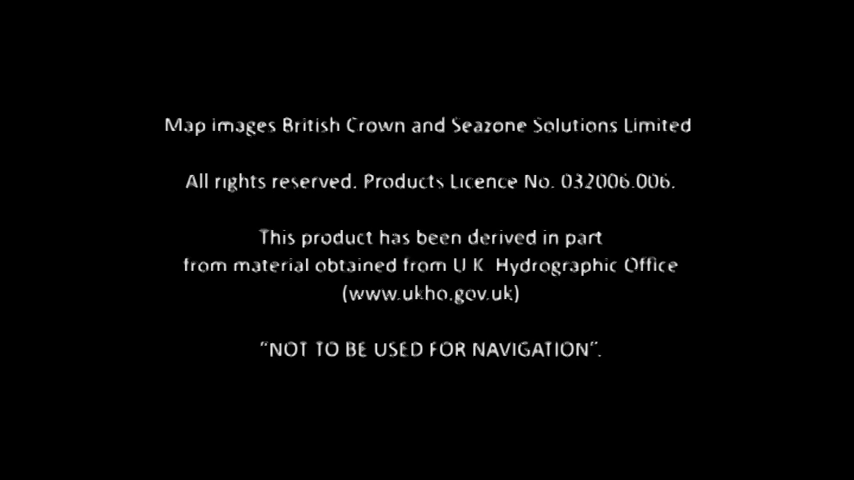 Map images British Crown and Seazone Solutions Limited
All rights reserved. Products Licence No. 032006.006.
This product has been derived in part
from material obtained from U K Hydrographic Office
(www.ukho.gov.uk)
"NOT TO BE USED FOR NAVIGATION".